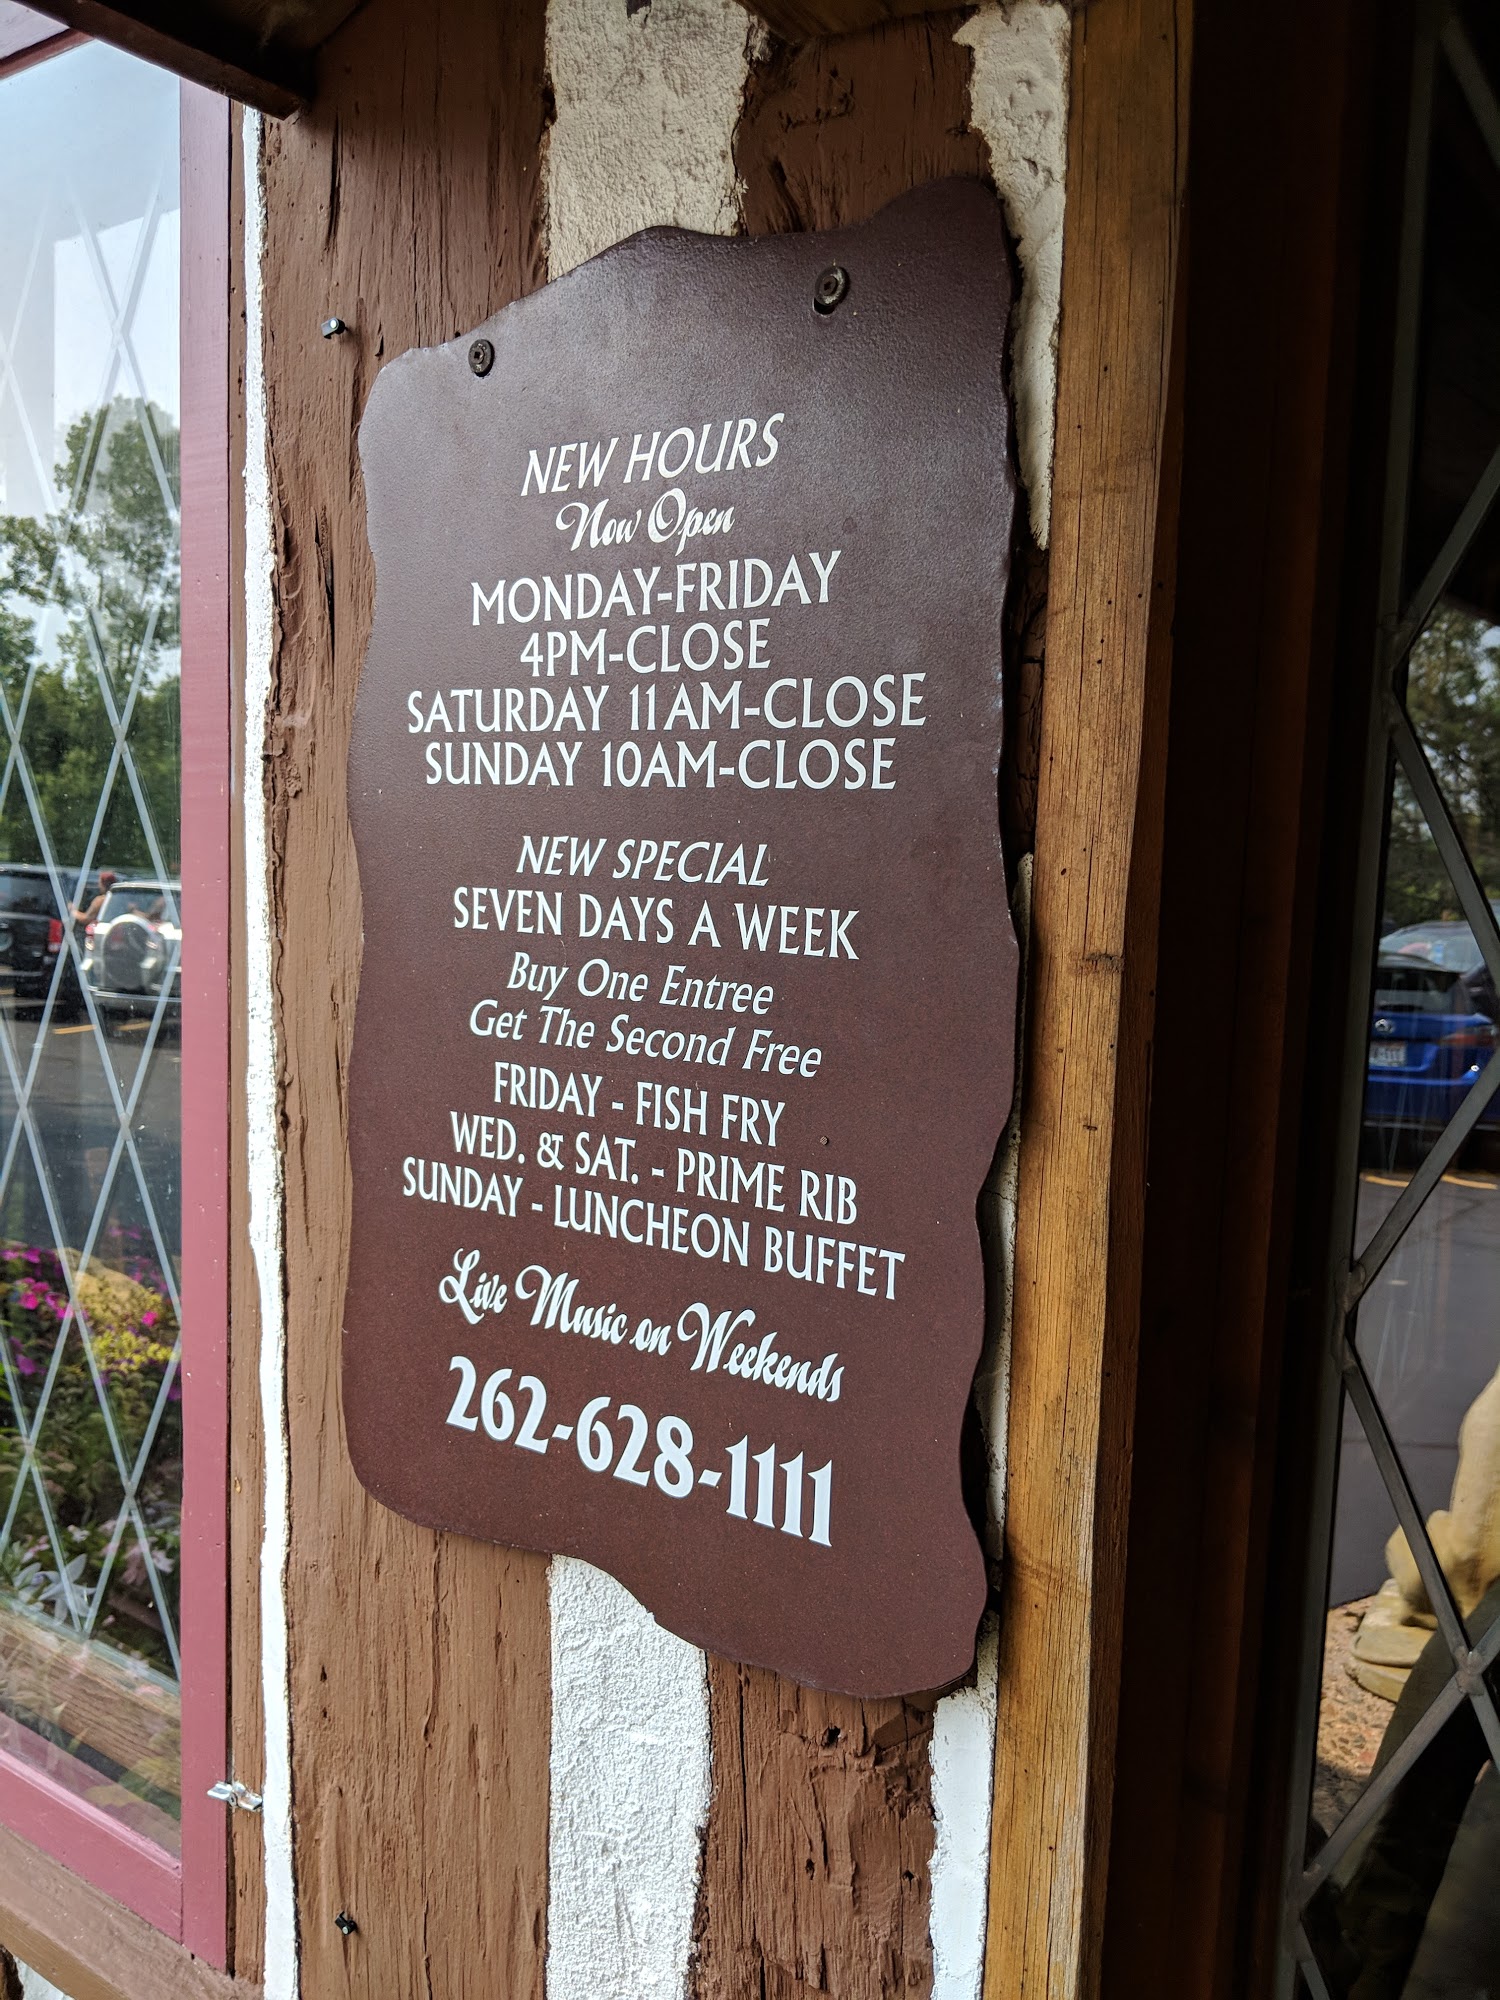 NEW HOURS
Now Open
MONDAY-FRIDAY
4PM-CLOSE
SATURDAY 11AM-CLOSE
SUNDAY 10AM-CLOSE
NEW SPECIAL
SEVEN DAYS A WEEK
Buy One Entree
Get The Second Free
FRIDAY - FISH FRY
WED. & SAT. - PRIME RIB
SUNDAY - LUNCHEON BUFFET
Live Music on Weekends
262-628-1111